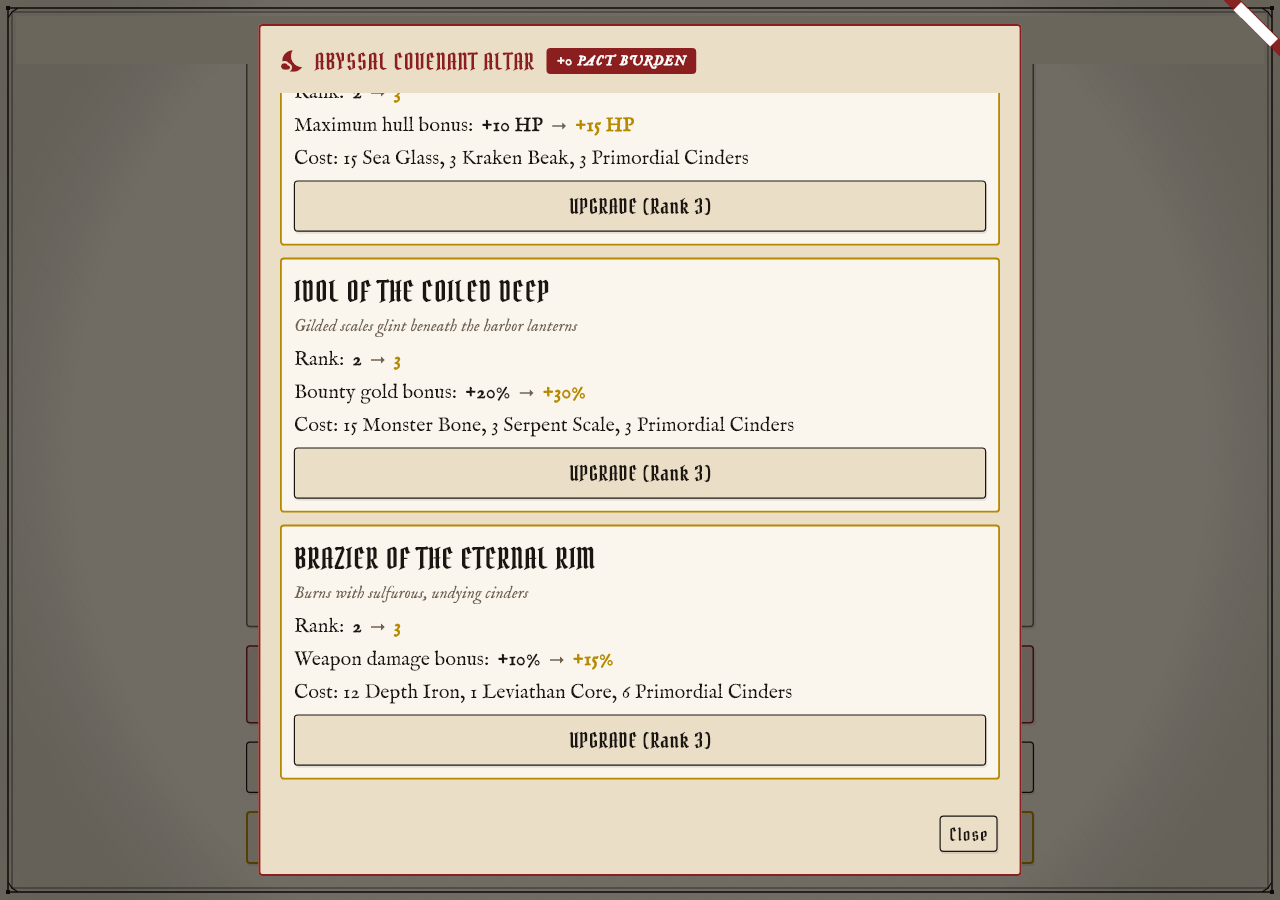 ABYSSAL COVENANT ALTAR +0 PACT BURDEN
Rank: 2 → 3
Maximum hull bonus: +10 HP → +15 HP
Cost: 15 Sea Glass, 3 Kraken Beak, 3 Primordial Cinders
UPGRADE (Rank 3)
IDOL OF THE COILED DEEP
Gilded scales glint beneath the harbor lanterns
Rank: 2 → 3
Bounty gold bonus: +20% → +30%
Cost: 15 Monster Bone, 3 Serpent Scale, 3 Primordial Cinders
UPGRADE (Rank 3)
BRAZIER OF THE ETERNAL RIM
Burns with sulfurous, undying cinders
Rank: 2 → 3
Weapon damage bonus: +10% → +15%
Cost: 12 Depth Iron, 1 Leviathan Core, 6 Primordial Cinders
UPGRADE (Rank 3)
Close